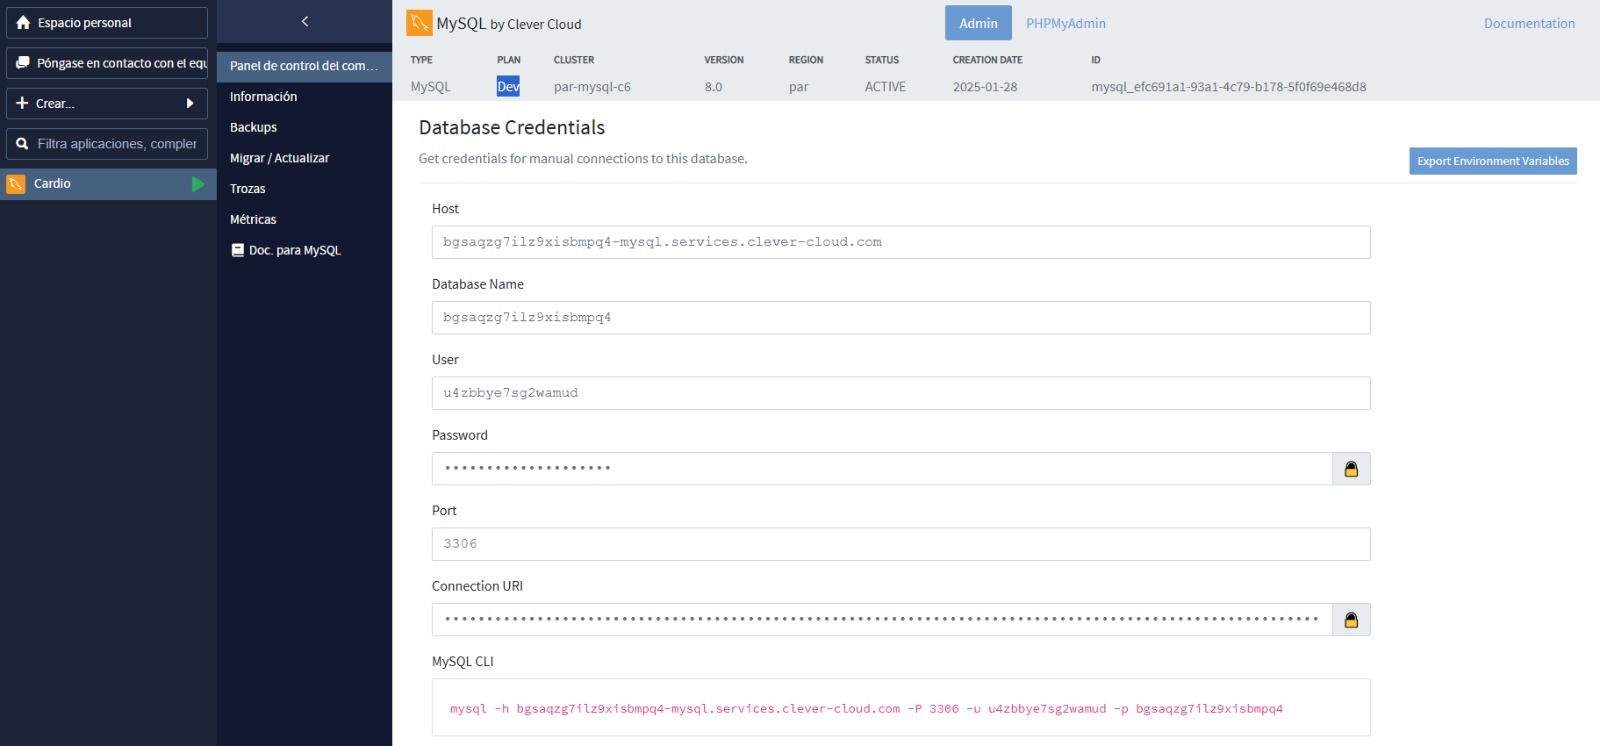 Espacio personal
Póngase en contacto con el equ
Crear...
Filtra aplicaciones, compler
Cardio
Panel de control del com...
Información
Backups
Migrar / Actualizar
Trozas
Métricas
Doc. para MySQL
MySQL by Clever Cloud
Admin
PHPMyAdmin
Documentation
TYPE PLAN CLUSTER VERSION REGION STATUS CREATION DATE ID
MySQL Dev par-mysql-c6 8.0 par ACTIVE 2025-01-28 mysql_efc691a1-93a1-4c79-b178-5f0f69e468d8
Database Credentials
Get credentials for manual connections to this database.
Export Environment Variables
Host
bgsaqzg7ilz9xisbmpq4-mysql.services.clever-cloud.com
Database Name
bgsaqzg7ilz9xisbmpq4
User
u4zbbye7sg2wamud
Password
Port
3306
Connection URI
MySQL CLI
mysql -h bgsaqzg7ilz9xisbmpq4-mysql.services.clever-cloud.com -P 3306 -u u4zbbye7sg2wamud -p bgsaqzg7ilz9xisbmpq4